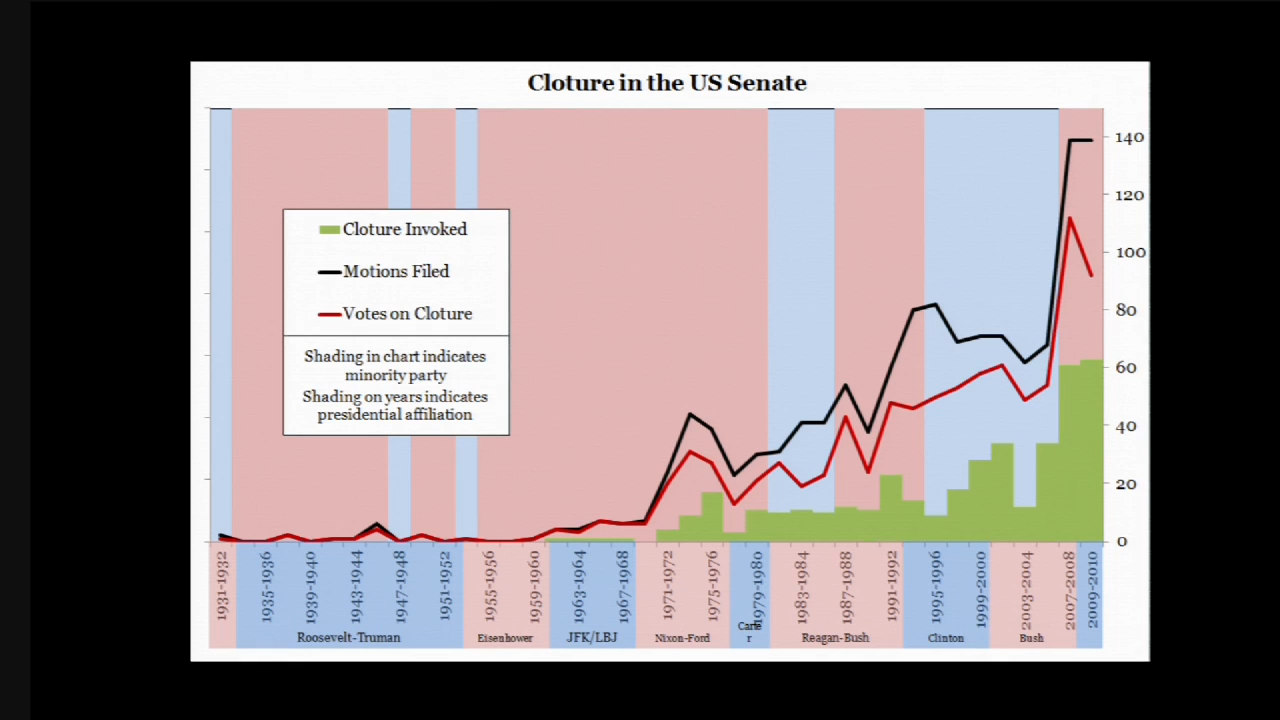 Cloture in the US Senate
Cloture Invoked
Motions Filed
Votes on Cloture
Shading in chart indicates
minority party
Shading on years indicates
presidential affiliation
140
120
100
80
60
40
20
0
1931-1932
1935-1936
1939-1940
1943-1944
1947-1948
1951-1952
1955-1956
1959-1960
1963-1964
1967-1968
1971-1972
1975-1976
1979-1980
1983-1984
1987-1988
1991-1992
1995-1996
1999-2000
2003-2004
2007-2008
2009-2010
Roosevelt-Truman
Eisenhower
JFK/LBJ
Nixon-Ford
Carte
r
Reagan-Bush
Clinton
Bush